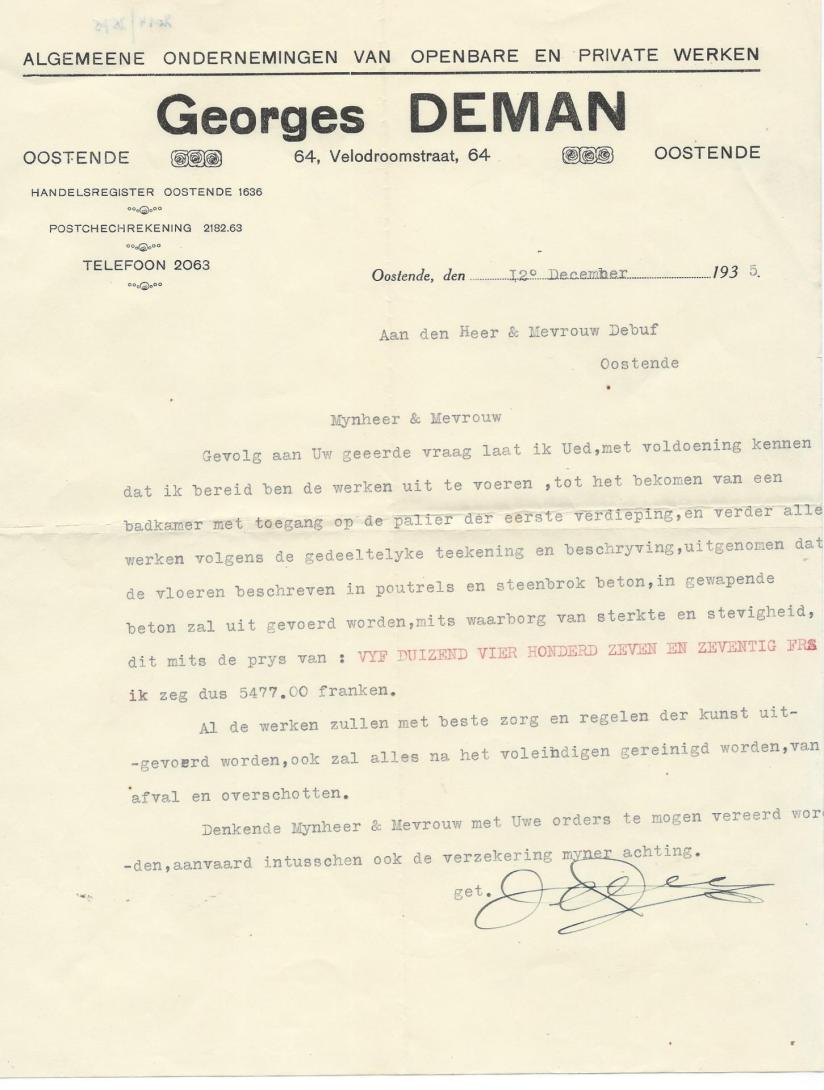 ALGEMEENE ONDERNEMINGEN VAN OPENBARE EN PRIVATE WERKEN
Georges DEMAN
OOSTENDE 64, Velodroomstraat, 64 OOSTENDE
HANDELSREGISTER OOSTENDE 1636
POSTCHECHREKENING 2182.63
TELEFOON 2063
Oostende, den 12° December 1935.
Aan den Heer & Mevrouw Debuf
Oostende
Mynheer & Mevrouw
Gevolg aan Uw geeerde vraag laat ik Ued,met voldoening kennen
dat ik bereid ben de werken uit te voeren ,tot het bekomen van een
badkamer met toegang op de palier der eerste verdieping,en verder alle
werken volgens de gedeeltelyke teekening en beschryving,uitgenomen dat
de vloeren beschreven in poutrels en steenbrok beton,in gewapende
beton zal uit gevoerd worden,mits waarborg van sterkte en stevigheid,
dit mits de prys van : VYF DUIZEND VIER HONDERD ZEVEN EN ZEVENTIG FRS
ik zeg dus 5477.00 franken.
Al de werken zullen met beste zorg en regelen der kunst uit-
-gevoerd worden,ook zal alles na het voleindigen gereinigd worden,van
afval en overschotten.
Denkende Mynheer & Mevrouw met Uwe orders te mogen vereerd wor
-den,aanvaard intusschen ook de verzekering myner achting.
get.